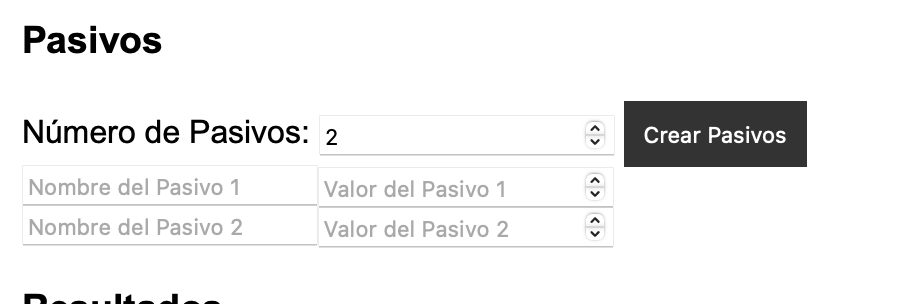 Pasivos
Número de Pasivos: 2 Crear Pasivos
Nombre del Pasivo 1 Valor del Pasivo 1
Nombre del Pasivo 2 Valor del Pasivo 2
Resultados